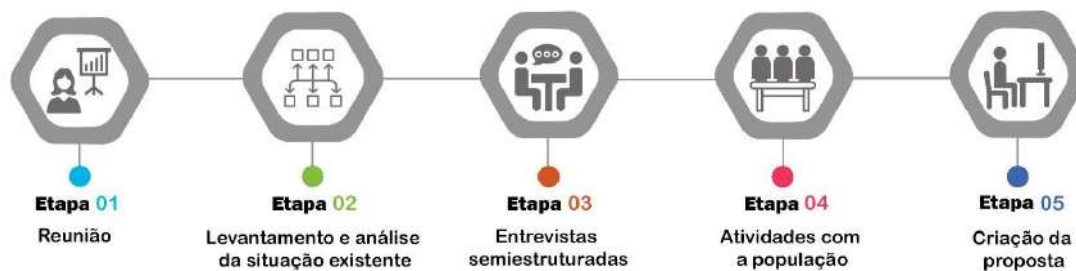 Etapa 01
Reunião
Etapa 02
Levantamento e análise
da situação existente
Etapa 03
Entrevistas
semiestruturadas
Etapa 04
Atividades com
a população
Etapa 05
Criação da
proposta